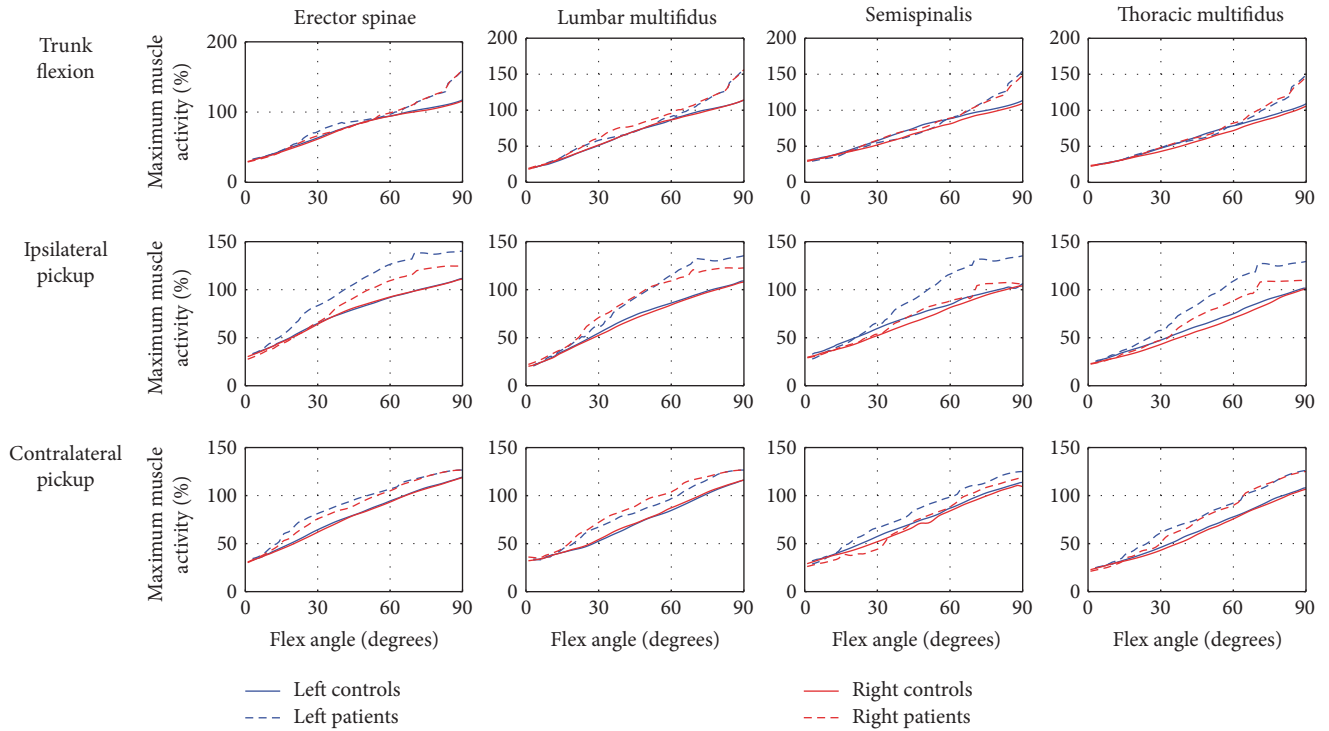 Erector spinae
Lumbar multifidus
Semispinalis
Thoracic multifidus
Trunk
flexion
Maximum muscle
activity (%)
200
100
0
0 30 60 90
200
150
100
50
0
0 30 60 90
200
150
100
50
0
0 30 60 90
200
150
100
50
0
0 30 60 90
Ipsilateral
pickup
Maximum muscle
activity (%)
150
100
50
0
0 30 60 90
150
100
50
0
0 30 60 90
150
100
50
0
0 30 60 90
150
100
50
0
0 30 60 90
Contralateral
pickup
Maximum muscle
activity (%)
150
100
50
0
0 30 60 90
Flex angle (degrees)
150
100
50
0
0 30 60 90
Flex angle (degrees)
150
100
50
0
0 30 60 90
Flex angle (degrees)
150
100
50
0
0 30 60 90
Flex angle (degrees)
Left controls
Left patients
Right controls
Right patients